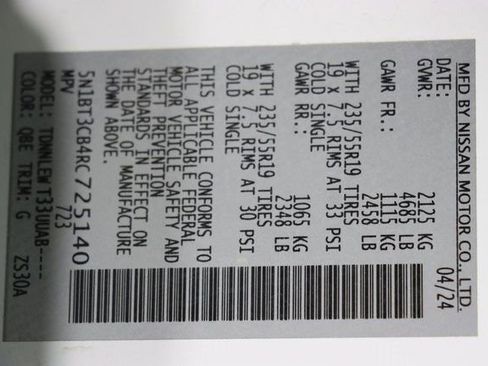 MFD BY NISSAN MOTOR CO., LTD.
DATE: 04/24
GVWR: 2125 KG
4685 LB
GAWR FR.: 1115 KG
2458 LB
WITH 235/55R19 TIRES
19 x 7.5 RIMS AT 33 PSI
COLD SINGLE
GAWR RR.: 1065 KG
2348 LB
WITH 235/55R19 TIRES
19 x 7.5 RIMS AT 30 PSI
COLD SINGLE
THIS VEHICLE CONFORMS TO
ALL APPLICABLE FEDERAL
MOTOR VEHICLE SAFETY AND
THEFT PREVENTION
STANDARDS IN EFFECT ON
THE DATE OF MANUFACTURE
SHOWN ABOVE.
5N1BT3CB4RC725140
MPV 723
MODEL: TDNNLEW T33UUAB----
COLOR: QBE TRIM: G ZS30A